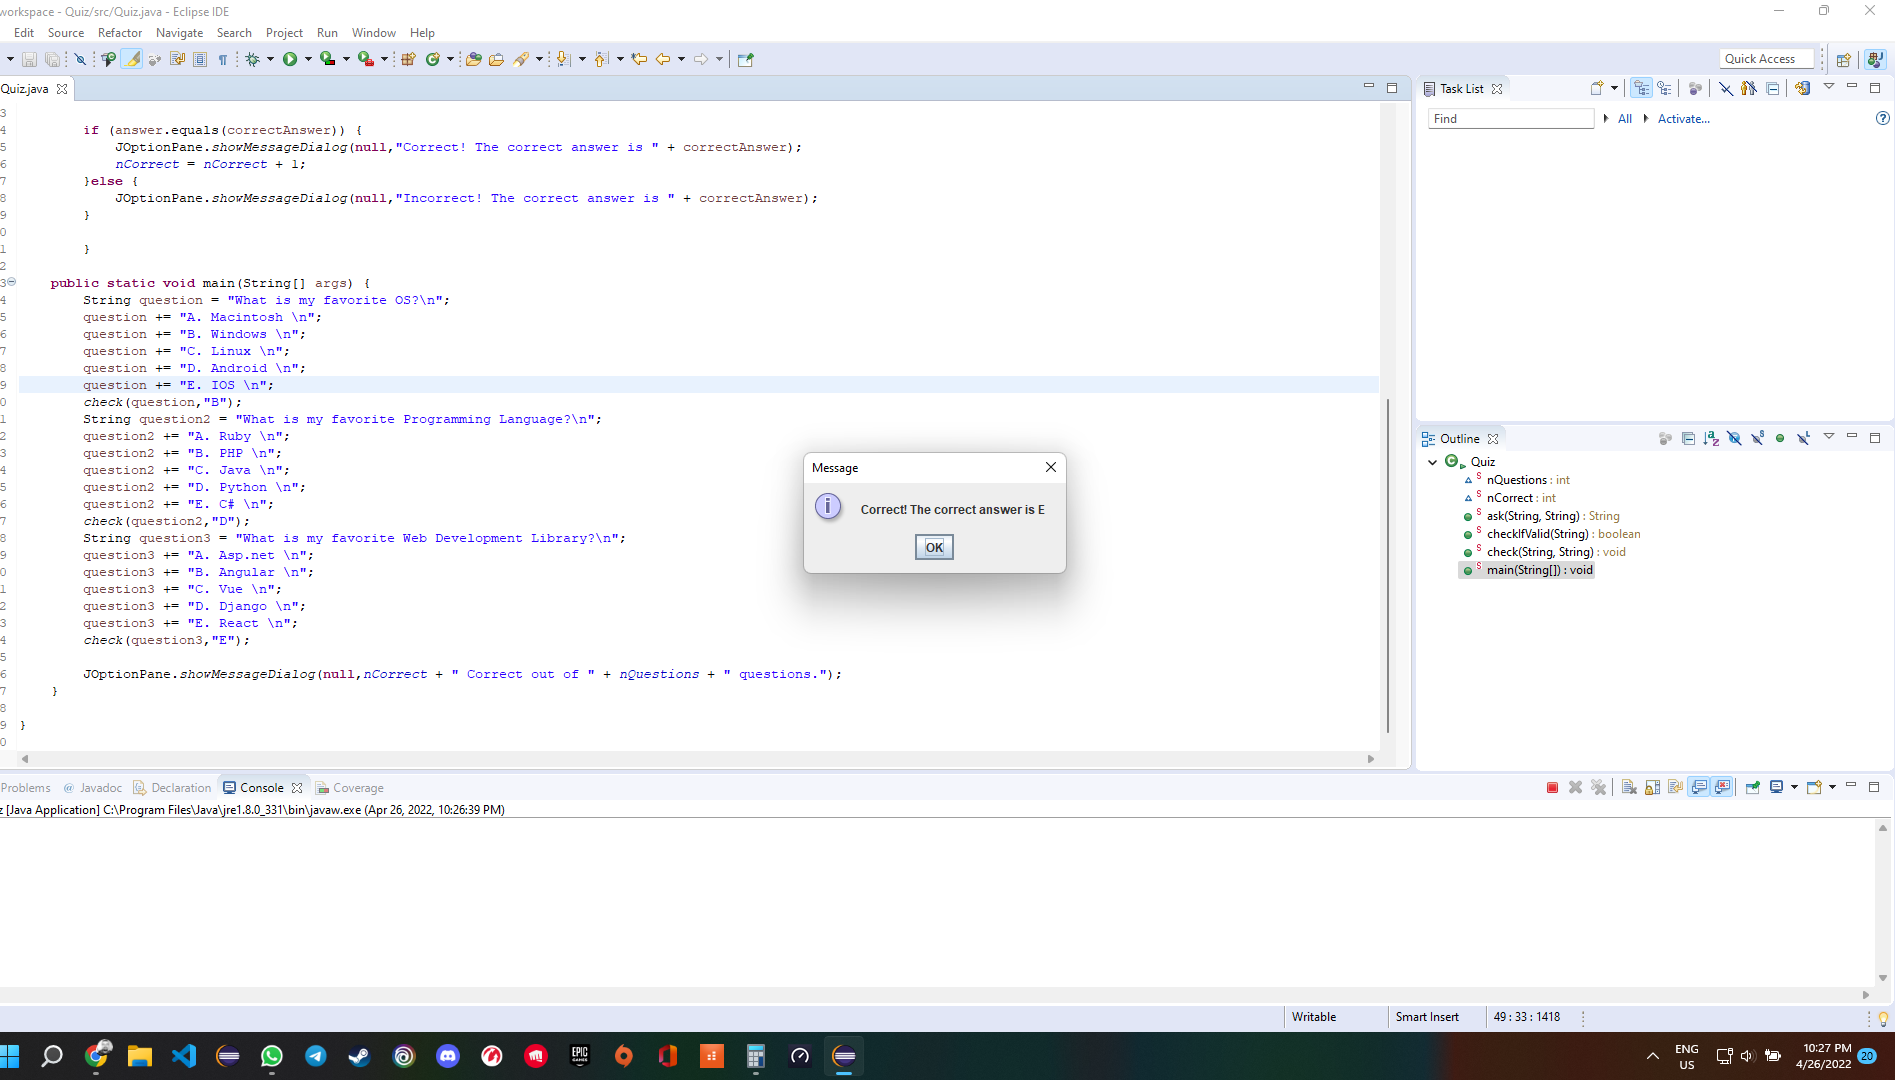 workspace - Quiz/src/Quiz.java - Eclipse IDE
Edit Source Refactor Navigate Search Project Run Window Help
Quick Access
Quiz.java
3
4 if (answer.equals(correctAnswer)) {
5 JOptionPane.showMessageDialog(null,"Correct! The correct answer is " + correctAnswer);
6 nCorrect = nCorrect + 1;
7 }else {
8 JOptionPane.showMessageDialog(null,"Incorrect! The correct answer is " + correctAnswer);
9 }
0
1 }
2
3 public static void main(String[] args) {
4 String question = "What is my favorite OS?\n";
5 question += "A. Macintosh \n";
6 question += "B. Windows \n";
7 question += "C. Linux \n";
8 question += "D. Android \n";
9 question += "E. IOS \n";
0 check(question,"B");
1 String question2 = "What is my favorite Programming Language?\n";
2 question2 += "A. Ruby \n";
3 question2 += "B. PHP \n";
4 question2 += "C. Java \n";
5 question2 += "D. Python \n";
6 question2 += "E. C# \n";
7 check(question2,"D");
8 String question3 = "What is my favorite Web Development Library?\n";
9 question3 += "A. Asp.net \n";
0 question3 += "B. Angular \n";
1 question3 += "C. Vue \n";
2 question3 += "D. Django \n";
3 question3 += "E. React \n";
4 check(question3,"E");
5
6 JOptionPane.showMessageDialog(null,nCorrect + " Correct out of " + nQuestions + " questions.");
7 }
8
9 }
0
Message
Correct! The correct answer is E
OK
Task List
Find All Activate...
Outline
Quiz
nQuestions : int
nCorrect : int
ask(String, String) : String
checkIfValid(String) : boolean
check(String, String) : void
main(String[]) : void
Problems @ Javadoc Declaration Console Coverage
z [Java Application] C:\Program Files\Java\jre1.8.0_331\bin\javaw.exe (Apr 26, 2022, 10:26:39 PM)
Writable Smart Insert 49 : 33 : 1418
EPIC GAMES
ENG
US
10:27 PM
4/26/2022
20